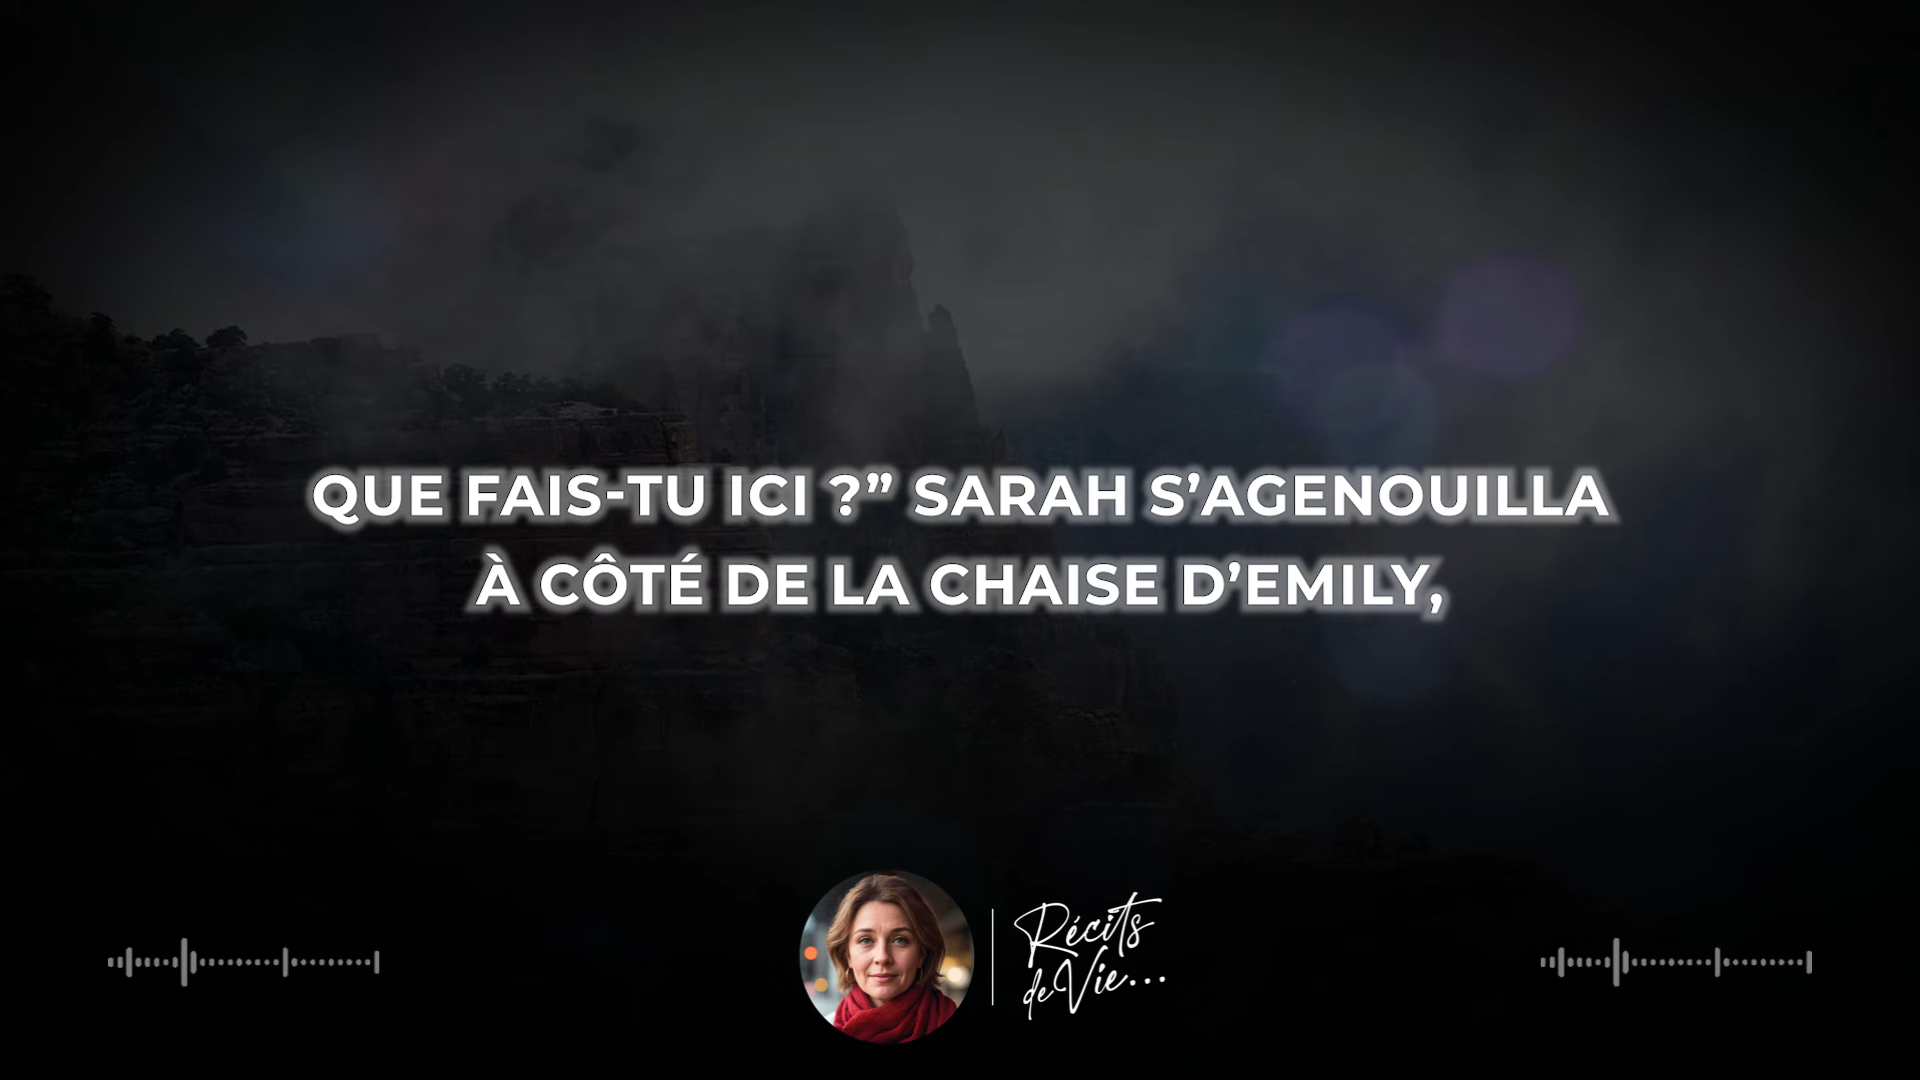 QUE FAIS-TU ICI ?” SARAH S’AGENOUILLA
À CÔTÉ DE LA CHAISE D’EMILY,
Récits
de Vie...